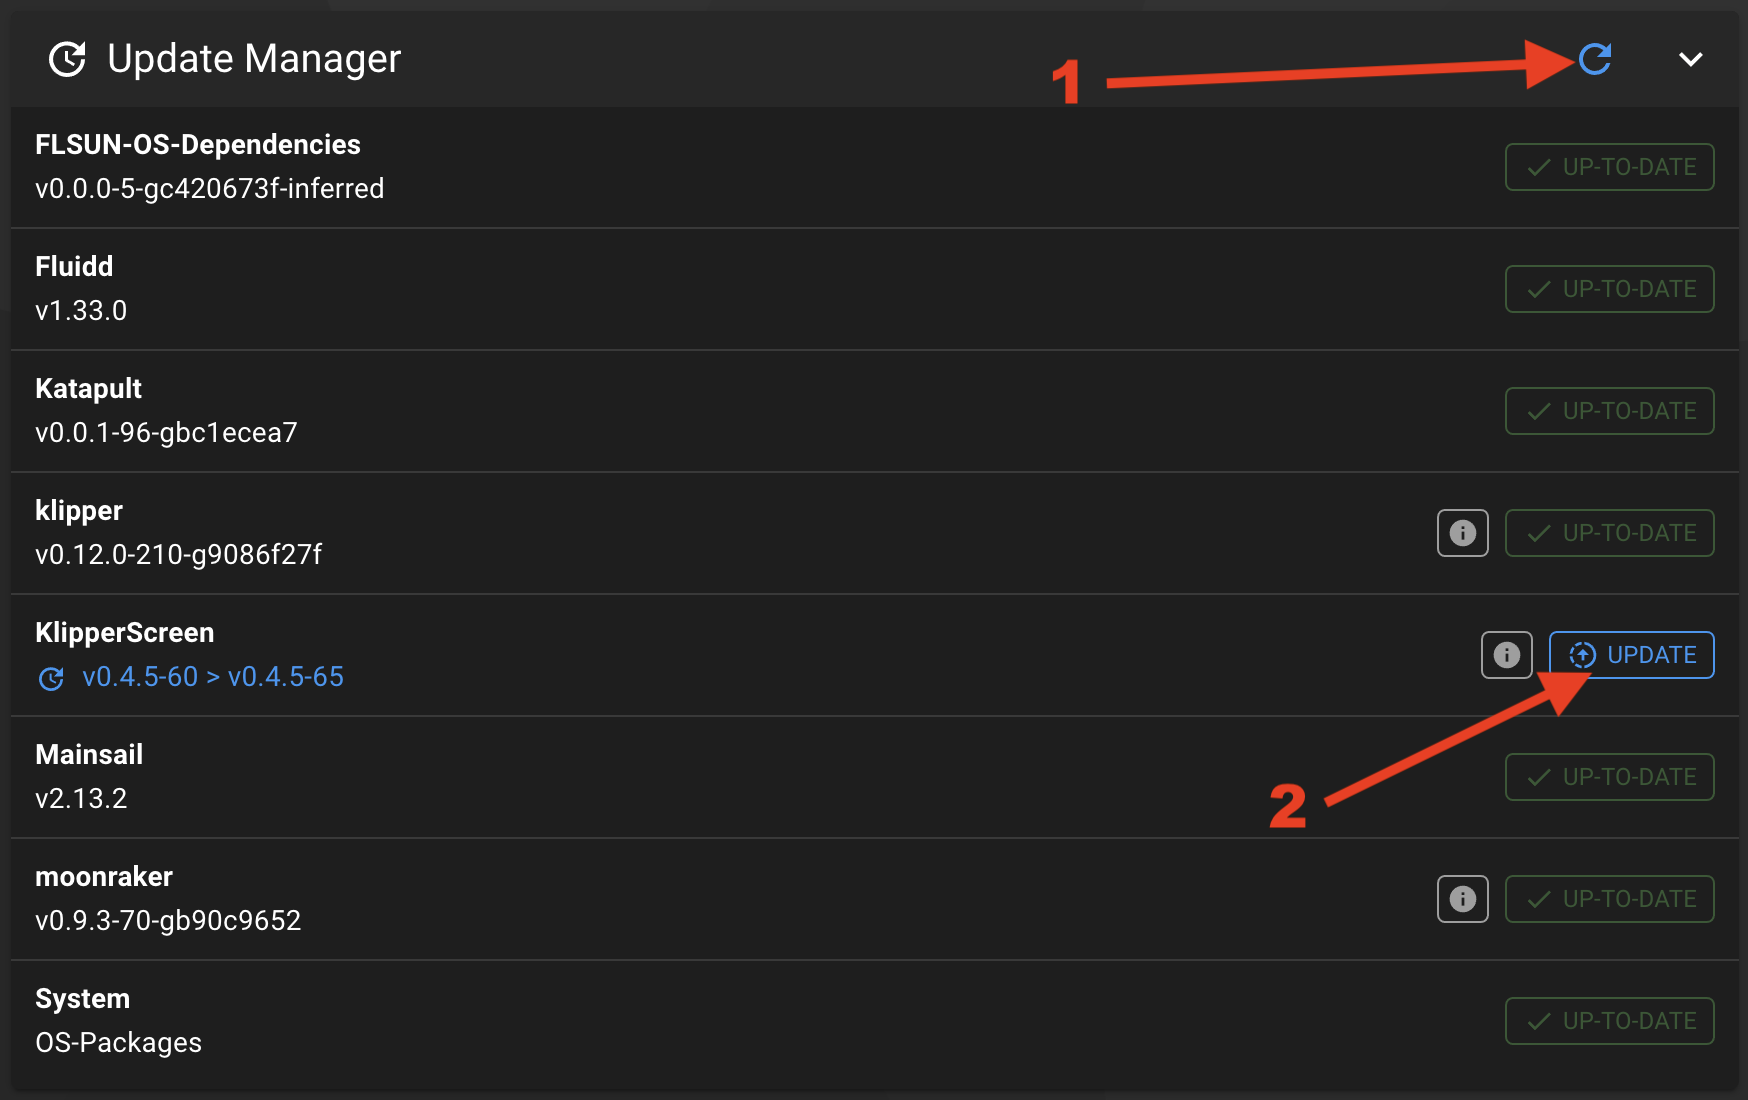 Update Manager
1
FLSUN-OS-Dependencies
v0.0.0-5-gc420673f-inferred
UP-TO-DATE
Fluidd
v1.33.0
UP-TO-DATE
Katapult
v0.0.1-96-gbc1ecea7
UP-TO-DATE
klipper
v0.12.0-210-g9086f27f
UP-TO-DATE
KlipperScreen
v0.4.5-60 > v0.4.5-65
UPDATE
2
Mainsail
v2.13.2
UP-TO-DATE
moonraker
v0.9.3-70-gb90c9652
UP-TO-DATE
System
OS-Packages
UP-TO-DATE